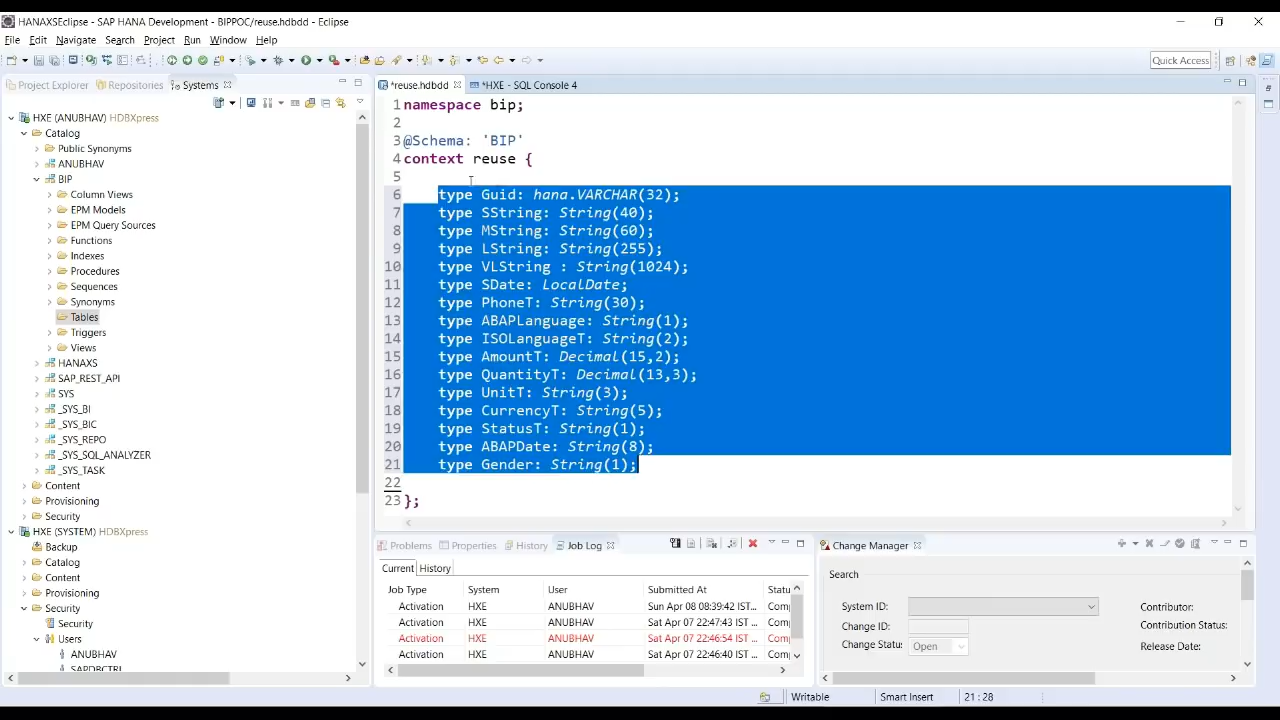 HANAXSEclipse - SAP HANA Development - BIPPOC/reuse.hdbdd - Eclipse
File Edit Navigate Search Project Run Window Help
Quick Access
Project Explorer Repositories Systems
HXE (ANUBHAV) HDBXpress
Catalog
Public Synonyms
ANUBHAV
BIP
Column Views
EPM Models
EPM Query Sources
Functions
Indexes
Procedures
Sequences
Synonyms
Tables
Triggers
Views
HANAXS
SAP_REST_API
SYS
_SYS_BI
_SYS_BIC
_SYS_REPO
_SYS_SQL_ANALYZER
_SYS_TASK
Content
Provisioning
Security
HXE (SYSTEM) HDBXpress
Backup
Catalog
Content
Provisioning
Security
Security
Users
ANUBHAV
SAPDBCTRL
*reuse.hdbdd *HXE - SQL Console 4
1 namespace bip;
2
3 @Schema: 'BIP'
4 context reuse {
5
6 type Guid: hana.VARCHAR(32);
7 type SString: String(40);
8 type MString: String(60);
9 type LString: String(255);
10 type VLString : String(1024);
11 type SDate: LocalDate;
12 type PhoneT: String(30);
13 type ABAPLanguage: String(1);
14 type ISOLanguageT: String(2);
15 type AmountT: Decimal(15,2);
16 type QuantityT: Decimal(13,3);
17 type UnitT: String(3);
18 type CurrencyT: String(5);
19 type StatusT: String(1);
20 type ABAPDate: String(8);
21 type Gender: String(1);
22
23 };
Problems Properties History Job Log
Current History
Job Type System User Submitted At Statu
Activation HXE ANUBHAV Sun Apr 08 08:39:42 IST... Comp
Activation HXE ANUBHAV Sat Apr 07 22:47:43 IST... Comp
Activation HXE ANUBHAV Sat Apr 07 22:46:54 IST... Comp
Activation HXE ANUBHAV Sat Apr 07 22:46:40 IST... Comp
Change Manager
Search
System ID: Contributor:
Change ID: Contribution Status:
Change Statu: Open Release Date:
Writable Smart Insert 21 : 28